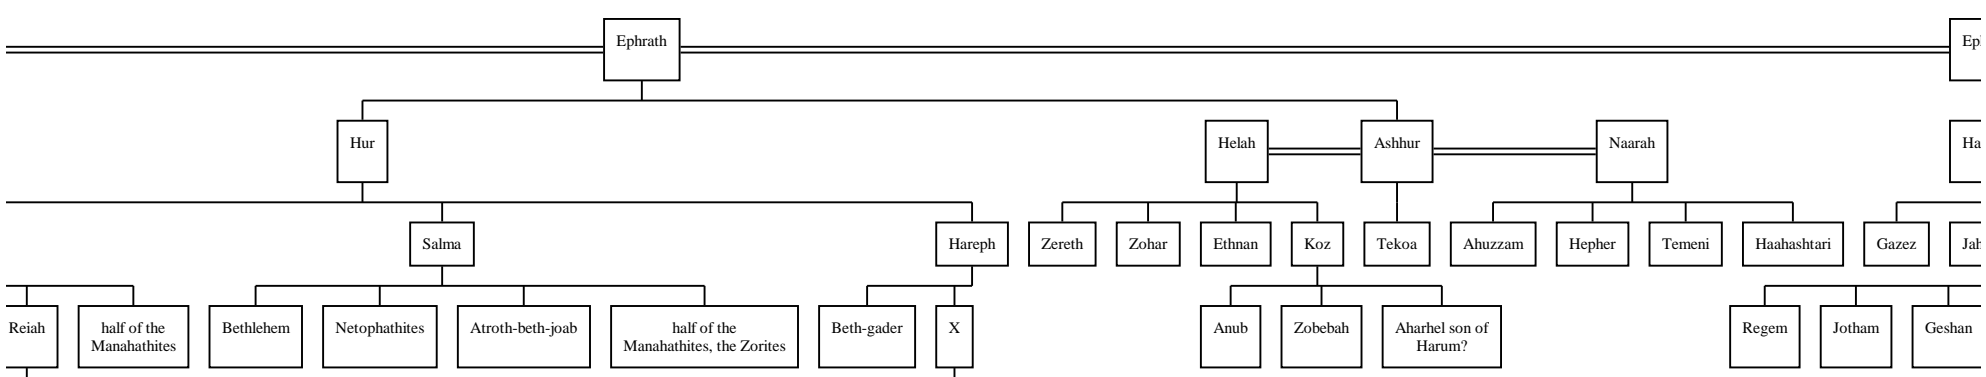 Ephrath
Hur
Helah
Ashhur
Naarah
Salma
Hareph
Zereth
Zohar
Ethnan
Koz
Tekoa
Ahuzzam
Hepher
Temeni
Haahashtari
Gazez
Reiah
half of the
Manahathites
Bethlehem
Netophathites
Atroth-beth-joab
half of the
Manahathites, the Zorites
Beth-gader
X
Anub
Zobebah
Aharhel son of
Harum?
Regem
Jotham
Geshan